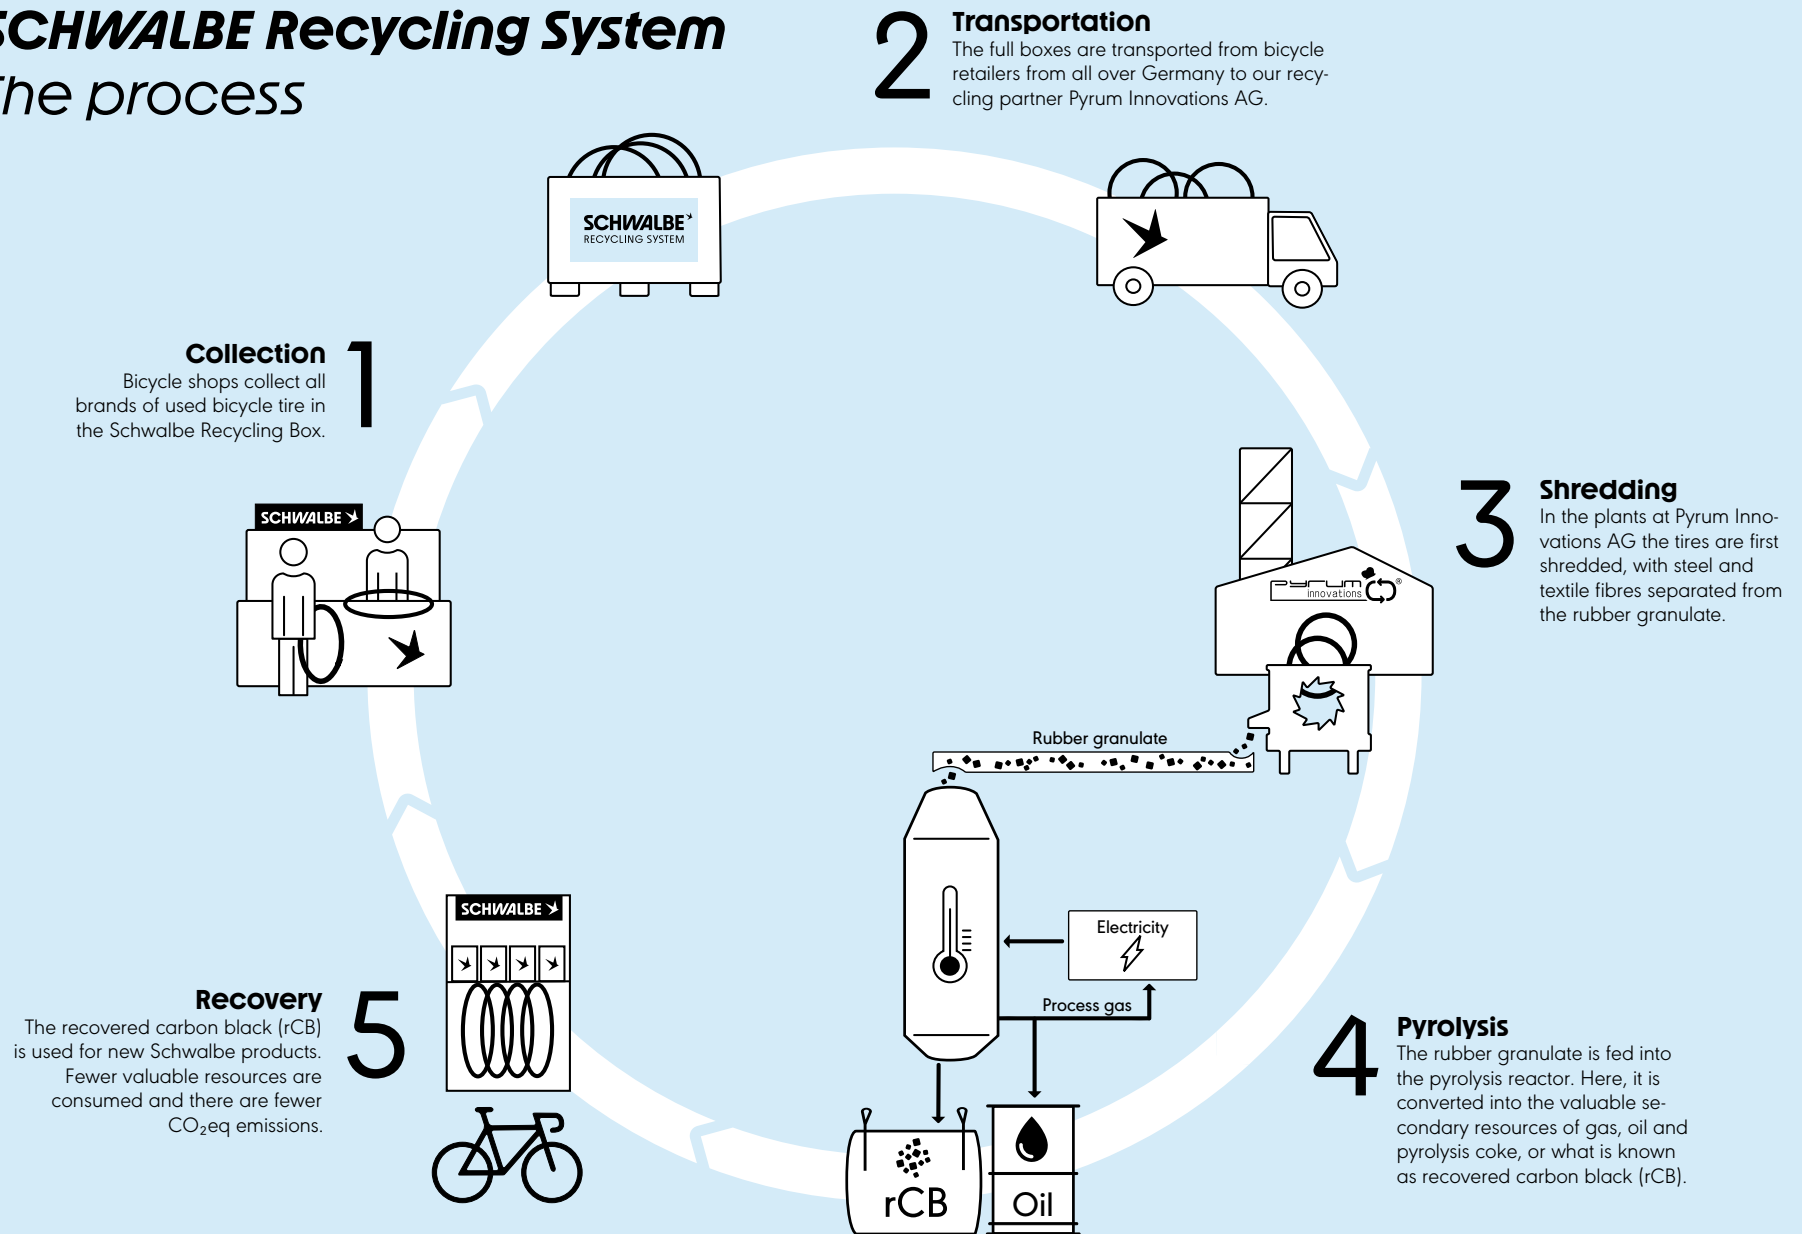 SCHWALBE Recycling System
The process
2
Transportation
The full boxes are transported from bicycle
retailers from all over Germany to our recy-
cling partner Pyrum Innovations AG.
SCHWALBE
RECYCLING SYSTEM
1
Collection
Bicycle shops collect all
brands of used bicycle tire in
the Schwalbe Recycling Box.
SCHWALBE
3
Shredding
In the plants at Pyrum Inno-
vations AG the tires are first
shredded, with steel and
textile fibres separated from
the rubber granulate.
pyrum
innovations
®
Rubber granulate
Electricity
Process gas
4
Pyrolysis
The rubber granulate is fed into
the pyrolysis reactor. Here, it is
converted into the valuable se-
condary resources of gas, oil and
pyrolysis coke, or what is known
as recovered carbon black (rCB).
rCB
Oil
SCHWALBE
5
Recovery
The recovered carbon black (rCB)
is used for new Schwalbe products.
Fewer valuable resources are
consumed and there are fewer
CO₂eq emissions.